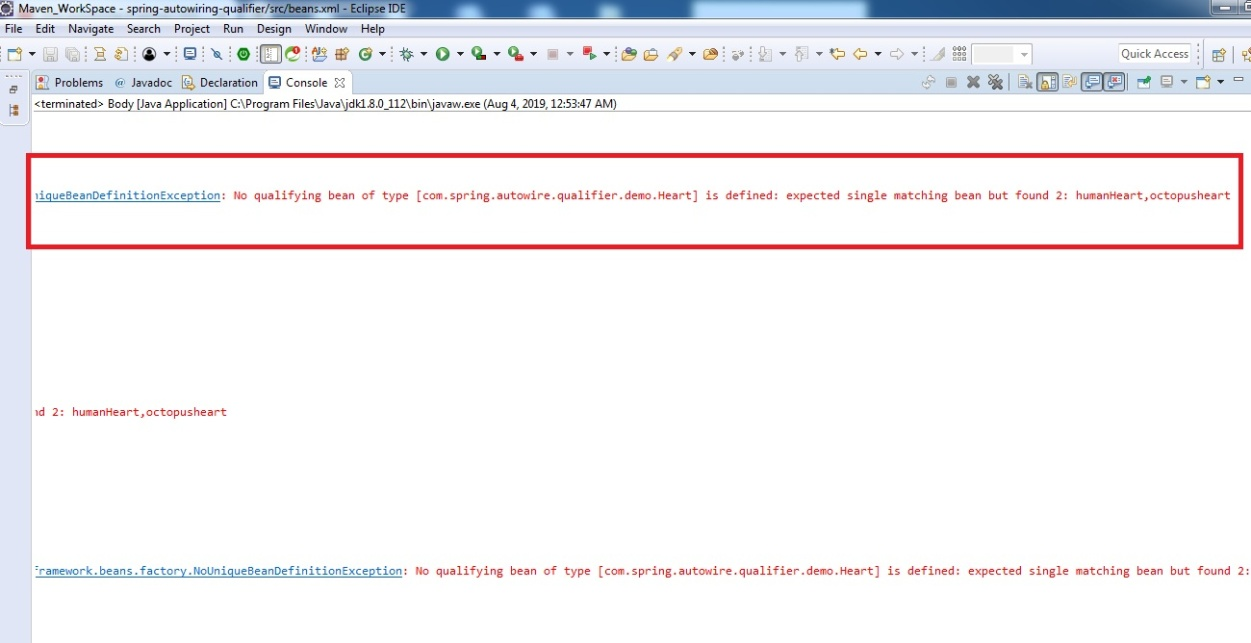 Maven_WorkSpace - spring-autowiring-qualifier/src/beans.xml - Eclipse IDE
File Edit Navigate Search Project Run Design Window Help
Quick Access
Problems @ Javadoc Declaration Console
<terminated> Body [Java Application] C:\Program Files\Java\jdk1.8.0_112\bin\javaw.exe (Aug 4, 2019, 12:53:47 AM)
iqueBeanDefinitionException: No qualifying bean of type [com.spring.autowire.qualifier.demo.Heart] is defined: expected single matching bean but found 2: humanHeart,octopusheart
nd 2: humanHeart,octopusheart
framework.beans.factory.NoUniqueBeanDefinitionException: No qualifying bean of type [com.spring.autowire.qualifier.demo.Heart] is defined: expected single matching bean but found 2: